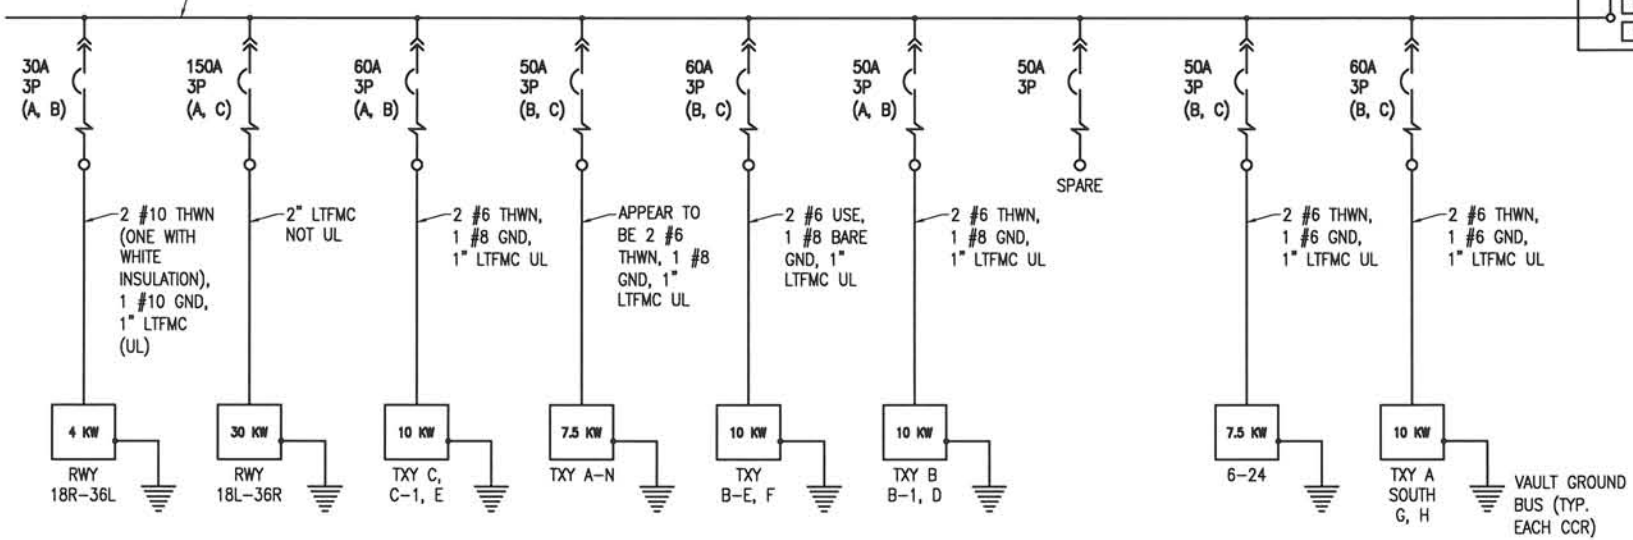 30A
3P
(A, B)
150A
3P
(A, C)
60A
3P
(A, B)
50A
3P
(B, C)
60A
3P
(B, C)
50A
3P
(A, B)
50A
3P
50A
3P
(B, C)
60A
3P
(B, C)
SPARE
2 #10 THWN
(ONE WITH
WHITE
INSULATION),
1 #10 GND,
1" LTFMC
(UL)
2" LTFMC
NOT UL
2 #6 THWN,
1 #8 GND,
1" LTFMC UL
APPEAR TO
BE 2 #6
THWN, 1 #8
GND, 1"
LTFMC UL
2 #6 USE,
1 #8 BARE
GND, 1"
LTFMC UL
2 #6 THWN,
1 #8 GND,
1" LTFMC UL
2 #6 THWN,
1 #6 GND,
1" LTFMC UL
2 #6 THWN,
1 #6 GND,
1" LTFMC UL
4 KW
RWY
18R-36L
30 KW
RWY
18L-36R
10 KW
TXY C,
C-1, E
7.5 KW
TXY A-N
10 KW
TXY
B-E, F
10 KW
TXY B
B-1, D
7.5 KW
6-24
10 KW
TXY A
SOUTH
G, H
VAULT GROUND
BUS (TYP.
EACH CCR)